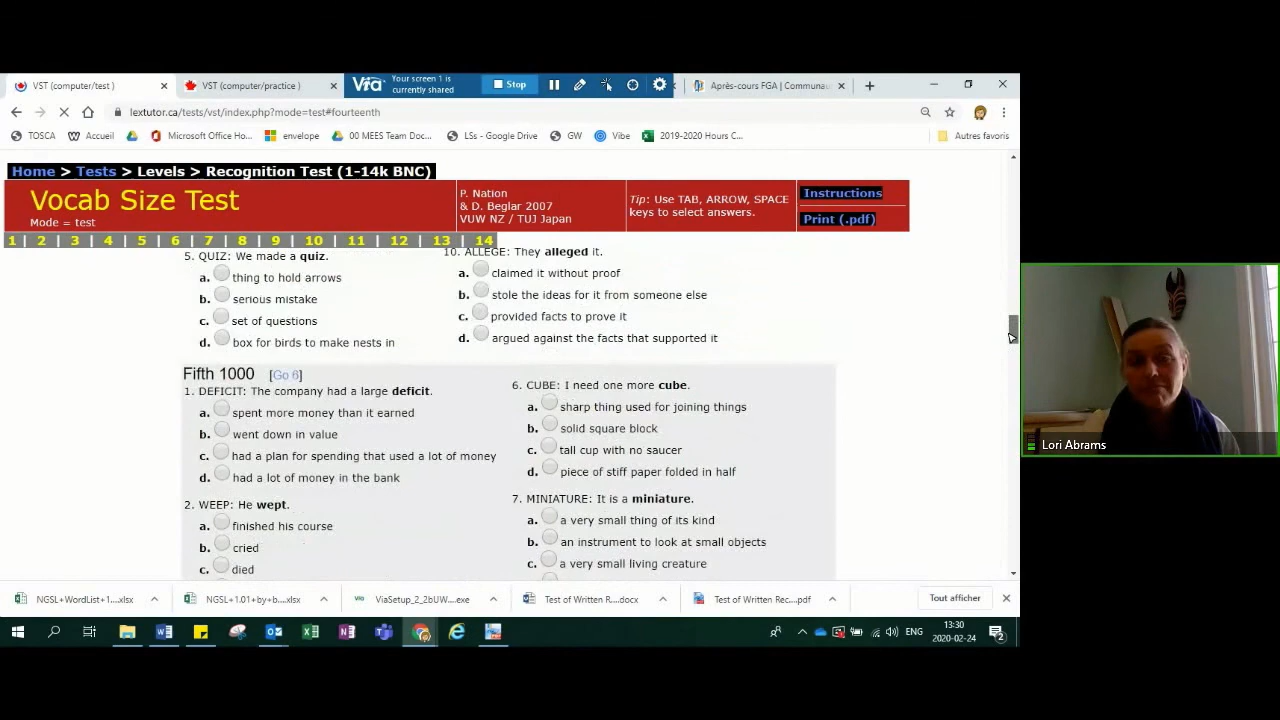 VST (computer/test )
VST (computer/practice )
Via
Your screen 1 is
currently shared
Stop
Après-cours FGA | Communau
lextutor.ca/tests/vst/index.php?mode=test#fourteenth
TOSCA
Accueil
Microsoft Office Ho...
envelope
00 MEES Team Doc...
LSs - Google Drive
GW
Vibe
2019-2020 Hours C...
Autres favoris
Home > Tests > Levels > Recognition Test (1-14k BNC)
Vocab Size Test
Mode = test
P. Nation
& D. Beglar 2007
VUW NZ / TUJ Japan
Tip: Use TAB, ARROW, SPACE
keys to select answers.
Instructions
Print (.pdf)
1 | 2 | 3 | 4 | 5 | 6 | 7 | 8 | 9 | 10 | 11 | 12 | 13 | 14
5. QUIZ: We made a quiz.
a. thing to hold arrows
b. serious mistake
c. set of questions
d. box for birds to make nests in
10. ALLEGE: They alleged it.
a. claimed it without proof
b. stole the ideas for it from someone else
c. provided facts to prove it
d. argued against the facts that supported it
Fifth 1000 [Go 6]
1. DEFICIT: The company had a large deficit.
a. spent more money than it earned
b. went down in value
c. had a plan for spending that used a lot of money
d. had a lot of money in the bank
2. WEEP: He wept.
a. finished his course
b. cried
c. died
6. CUBE: I need one more cube.
a. sharp thing used for joining things
b. solid square block
c. tall cup with no saucer
d. piece of stiff paper folded in half
7. MINIATURE: It is a miniature.
a. a very small thing of its kind
b. an instrument to look at small objects
c. a very small living creature
Lori Abrams
NGSL+WordList+1....xlsx
NGSL+1.01+by+b....xlsx
ViaSetup_2_2bUW....exe
Test of Written R....docx
Test of Written Rec....pdf
Tout afficher
ENG
13:30
2020-02-24
2